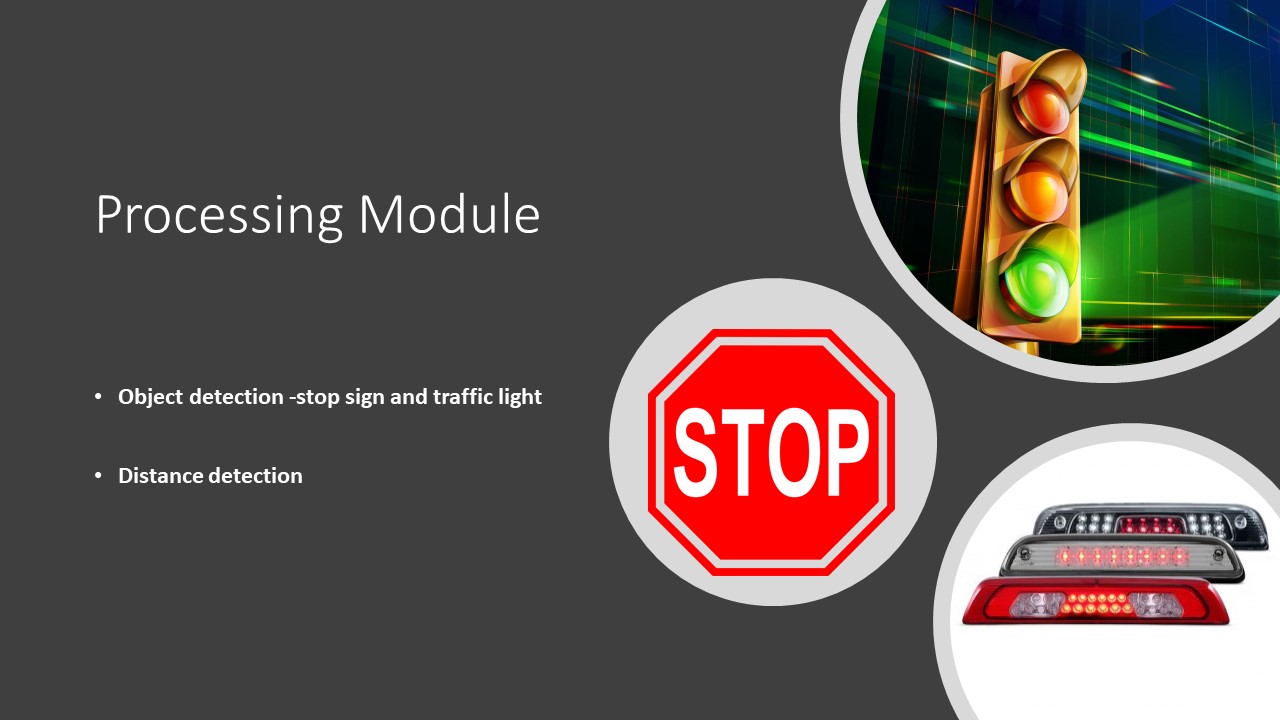 Processing Module
• Object detection -stop sign and traffic light
• Distance detection
STOP